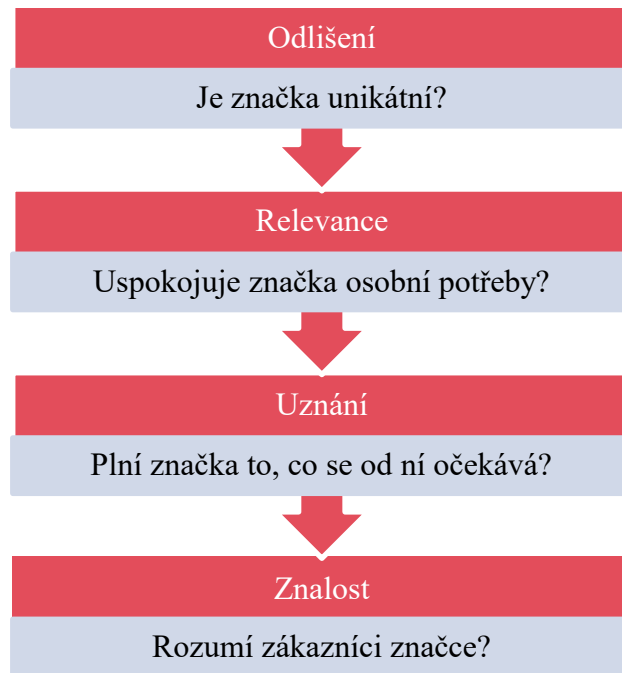 Odlišení
Je značka unikátní?
Relevance
Uspokojuje značka osobní potřeby?
Uznání
Plní značka to, co se od ní očekává?
Znalost
Rozumí zákazníci značce?